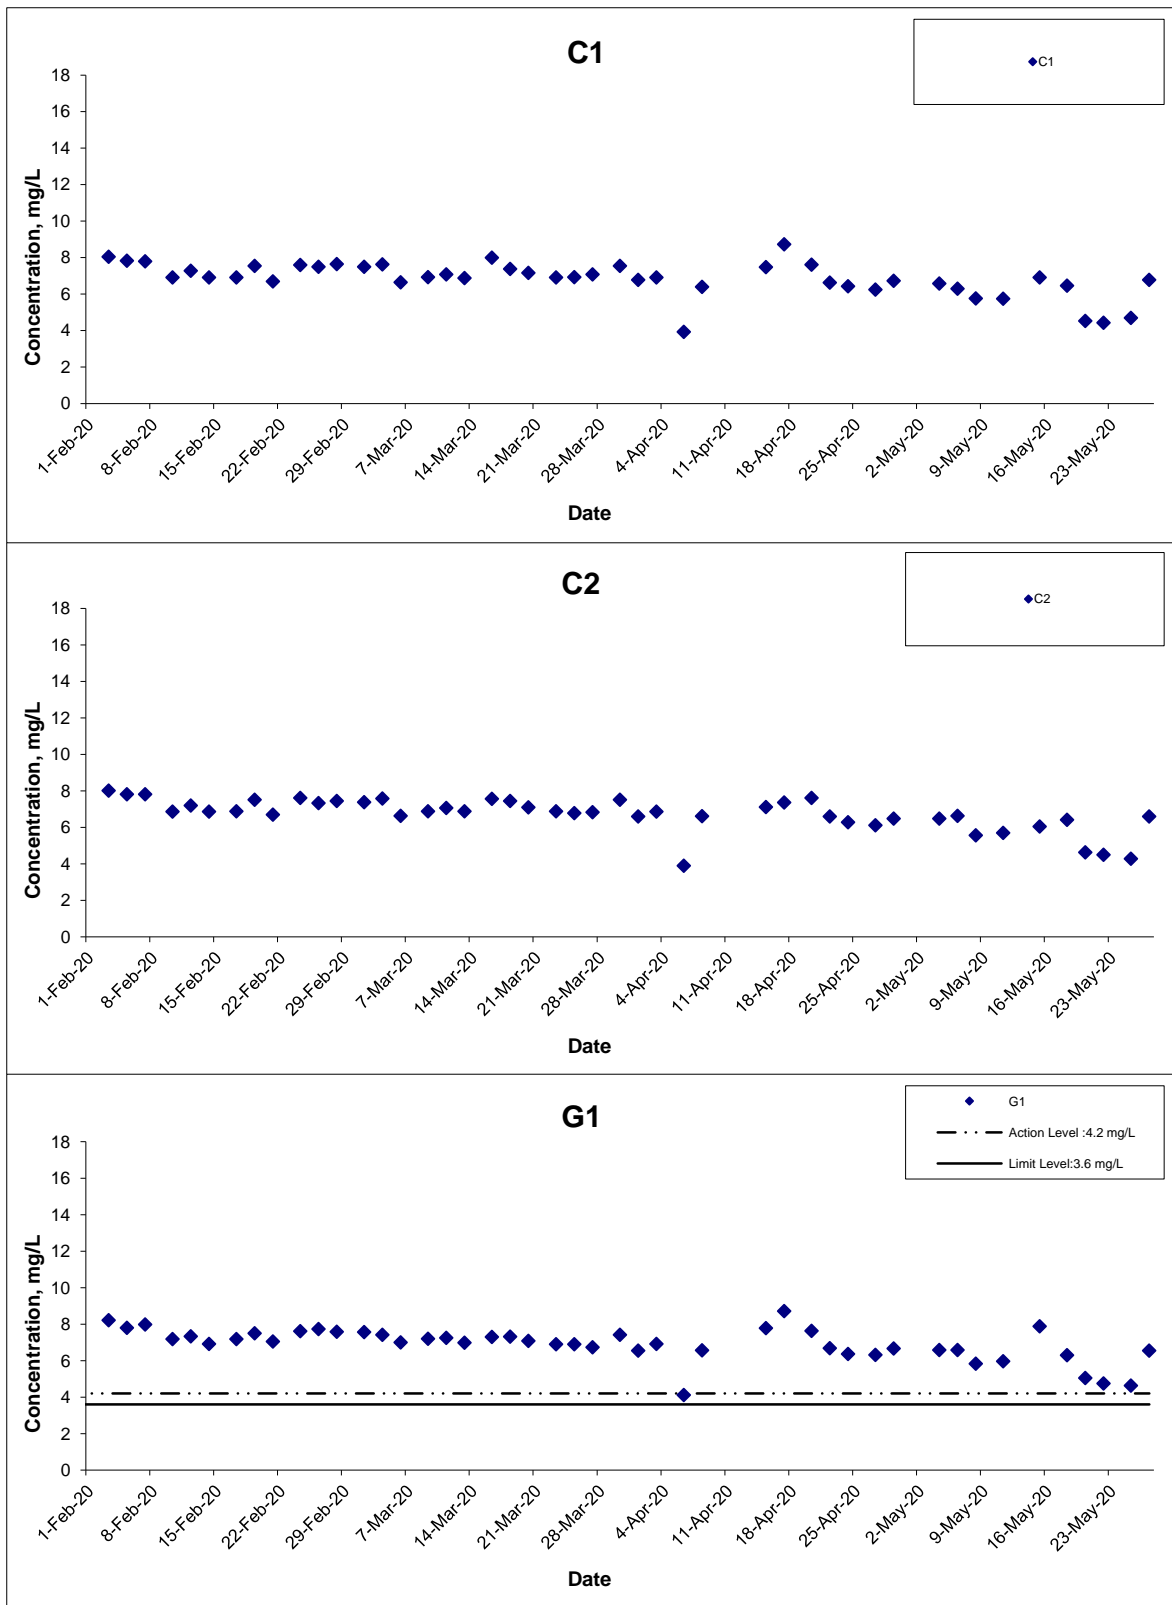 C1
C1
18
16
14
12
10
8
6
4
2
0
Concentration, mg/L
1-Feb-20
8-Feb-20
15-Feb-20
22-Feb-20
29-Feb-20
7-Mar-20
14-Mar-20
21-Mar-20
28-Mar-20
4-Apr-20
11-Apr-20
18-Apr-20
25-Apr-20
2-May-20
9-May-20
16-May-20
23-May-20
Date
C2
C2
18
16
14
12
10
8
6
4
2
0
Concentration, mg/L
1-Feb-20
8-Feb-20
15-Feb-20
22-Feb-20
29-Feb-20
7-Mar-20
14-Mar-20
21-Mar-20
28-Mar-20
4-Apr-20
11-Apr-20
18-Apr-20
25-Apr-20
2-May-20
9-May-20
16-May-20
23-May-20
Date
G1
G1
Action Level :4.2 mg/L
Limit Level:3.6 mg/L
18
16
14
12
10
8
6
4
2
0
Concentration, mg/L
1-Feb-20
8-Feb-20
15-Feb-20
22-Feb-20
29-Feb-20
7-Mar-20
14-Mar-20
21-Mar-20
28-Mar-20
4-Apr-20
11-Apr-20
18-Apr-20
25-Apr-20
2-May-20
9-May-20
16-May-20
23-May-20
Date